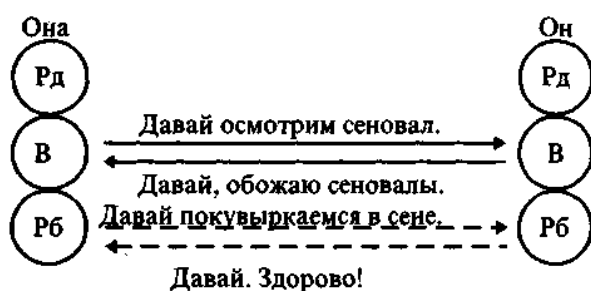 Она Он
Рд Рд
Давай осмотрим сеновал.
В В
Давай, обожаю сеновалы.
Давай покувыркаемся в сене.
Рб Рб
Давай. Здорово!